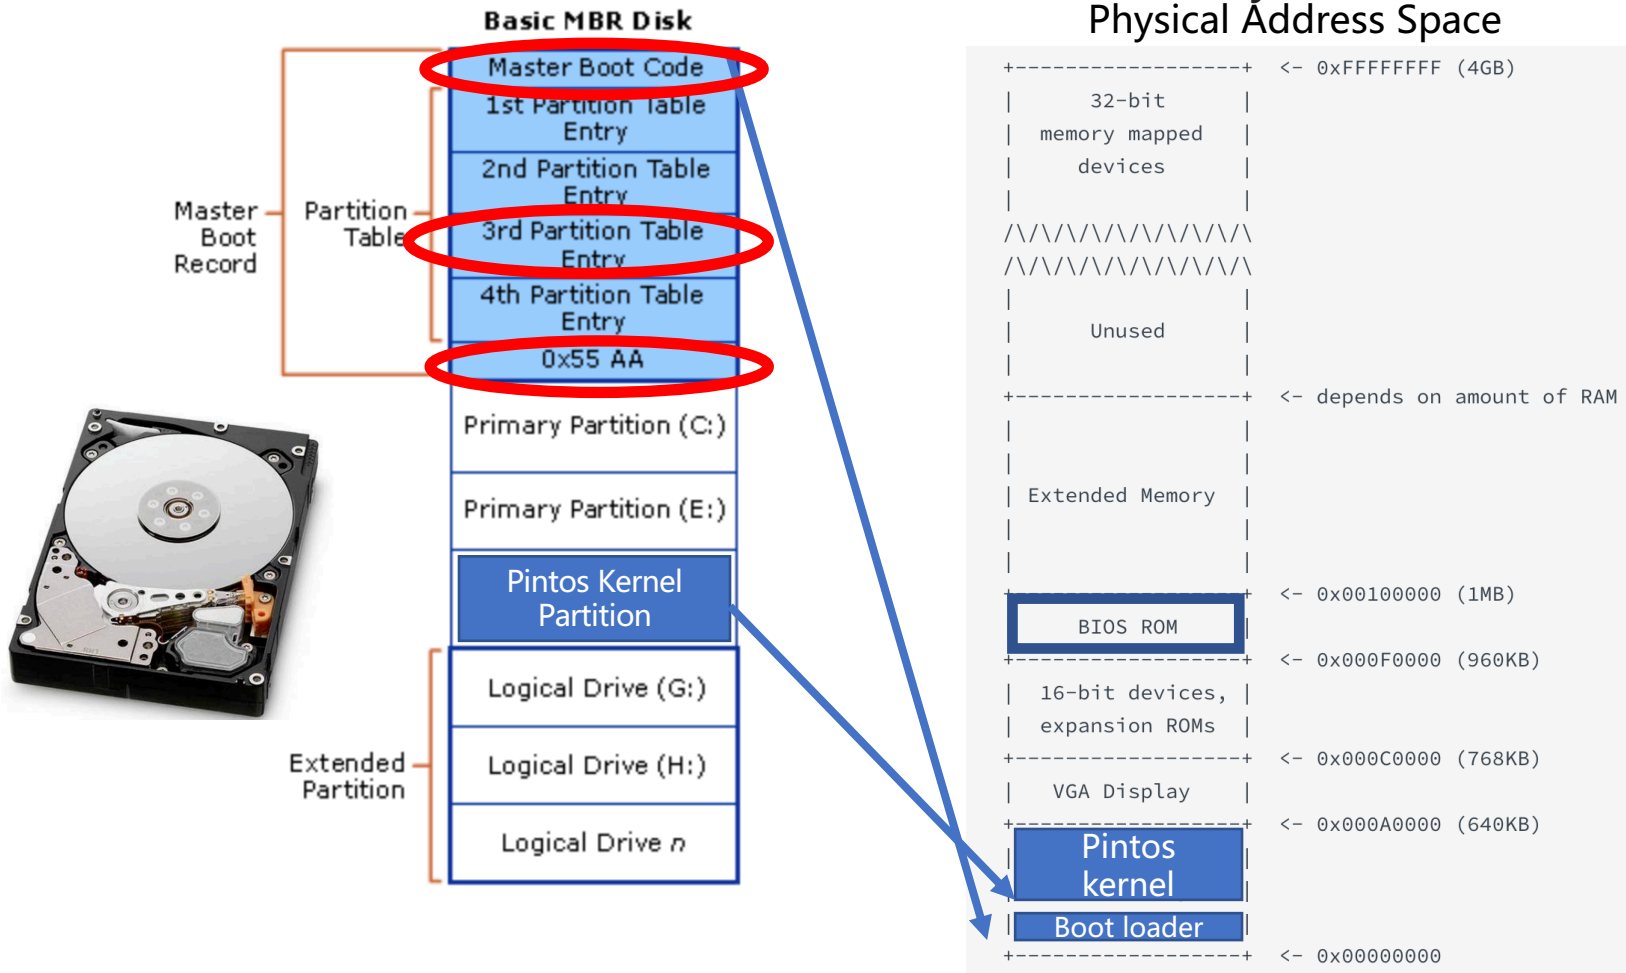 Basic MBR Disk
Master Boot Code
1st Partition Table
Entry
2nd Partition Table
Entry
3rd Partition Table
Entry
4th Partition Table
Entry
0x55 AA
Master
Boot
Record
Partition
Table
Primary Partition (C:)
Primary Partition (E:)
Pintos Kernel
Partition
Logical Drive (G:)
Logical Drive (H:)
Logical Drive n
Extended
Partition
Physical Address Space
+------------------+ <- 0xFFFFFFFF (4GB)
| 32-bit |
| memory mapped |
| devices |
| |
/\/\/\/\/\/\/\/\/\/\
/\/\/\/\/\/\/\/\/\/\
| |
| Unused |
| |
+------------------+ <- depends on amount of RAM
| |
| |
| Extended Memory |
| |
| |
+------------------+ <- 0x00100000 (1MB)
BIOS ROM |
+------------------+ <- 0x000F0000 (960KB)
| 16-bit devices, |
| expansion ROMs |
+------------------+ <- 0x000C0000 (768KB)
| VGA Display |
+------------------+ <- 0x000A0000 (640KB)
Pintos
kernel
Boot loader
+------------------+ <- 0x00000000